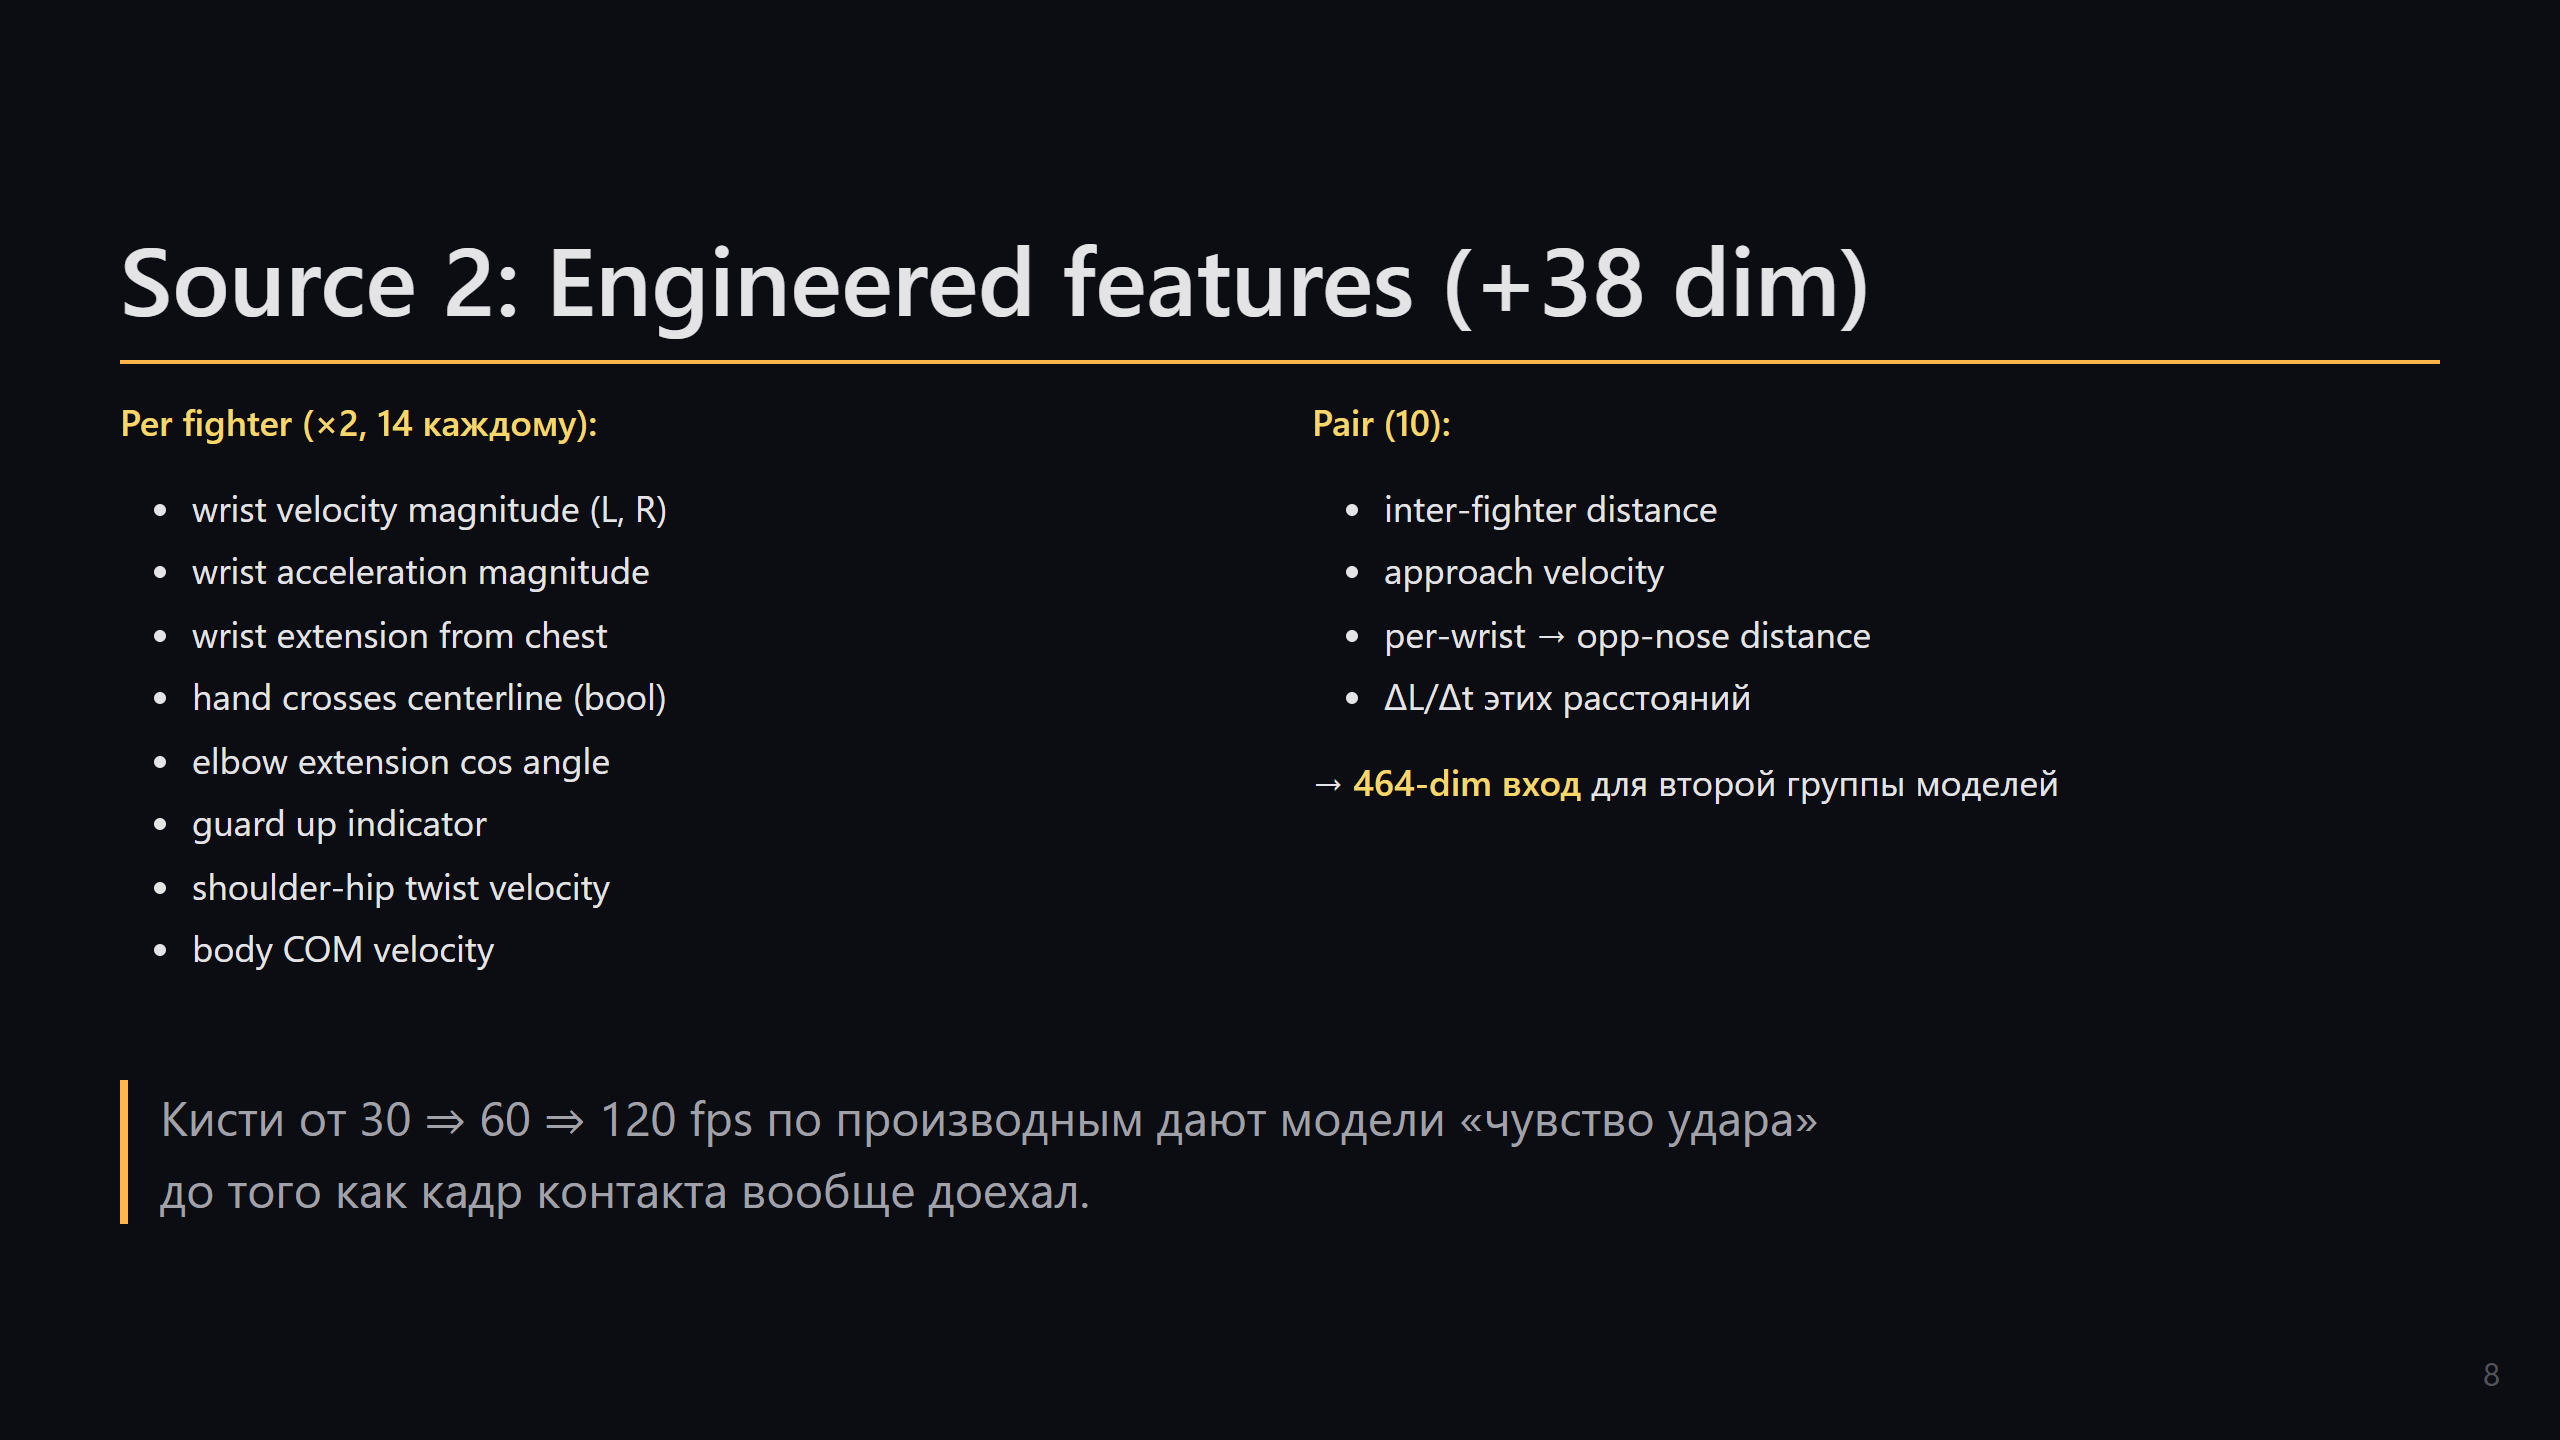 Source 2: Engineered features (+38 dim)
Per fighter (×2, 14 каждому):
• wrist velocity magnitude (L, R)
• wrist acceleration magnitude
• wrist extension from chest
• hand crosses centerline (bool)
• elbow extension cos angle
• guard up indicator
• shoulder-hip twist velocity
• body COM velocity
Pair (10):
• inter-fighter distance
• approach velocity
• per-wrist → opp-nose distance
• ΔL/Δt этих расстояний
→ 464-dim вход для второй группы моделей
Кисти от 30 ⇒ 60 ⇒ 120 fps по производным дают модели «чувство удара»
до того как кадр контакта вообще доехал.
8